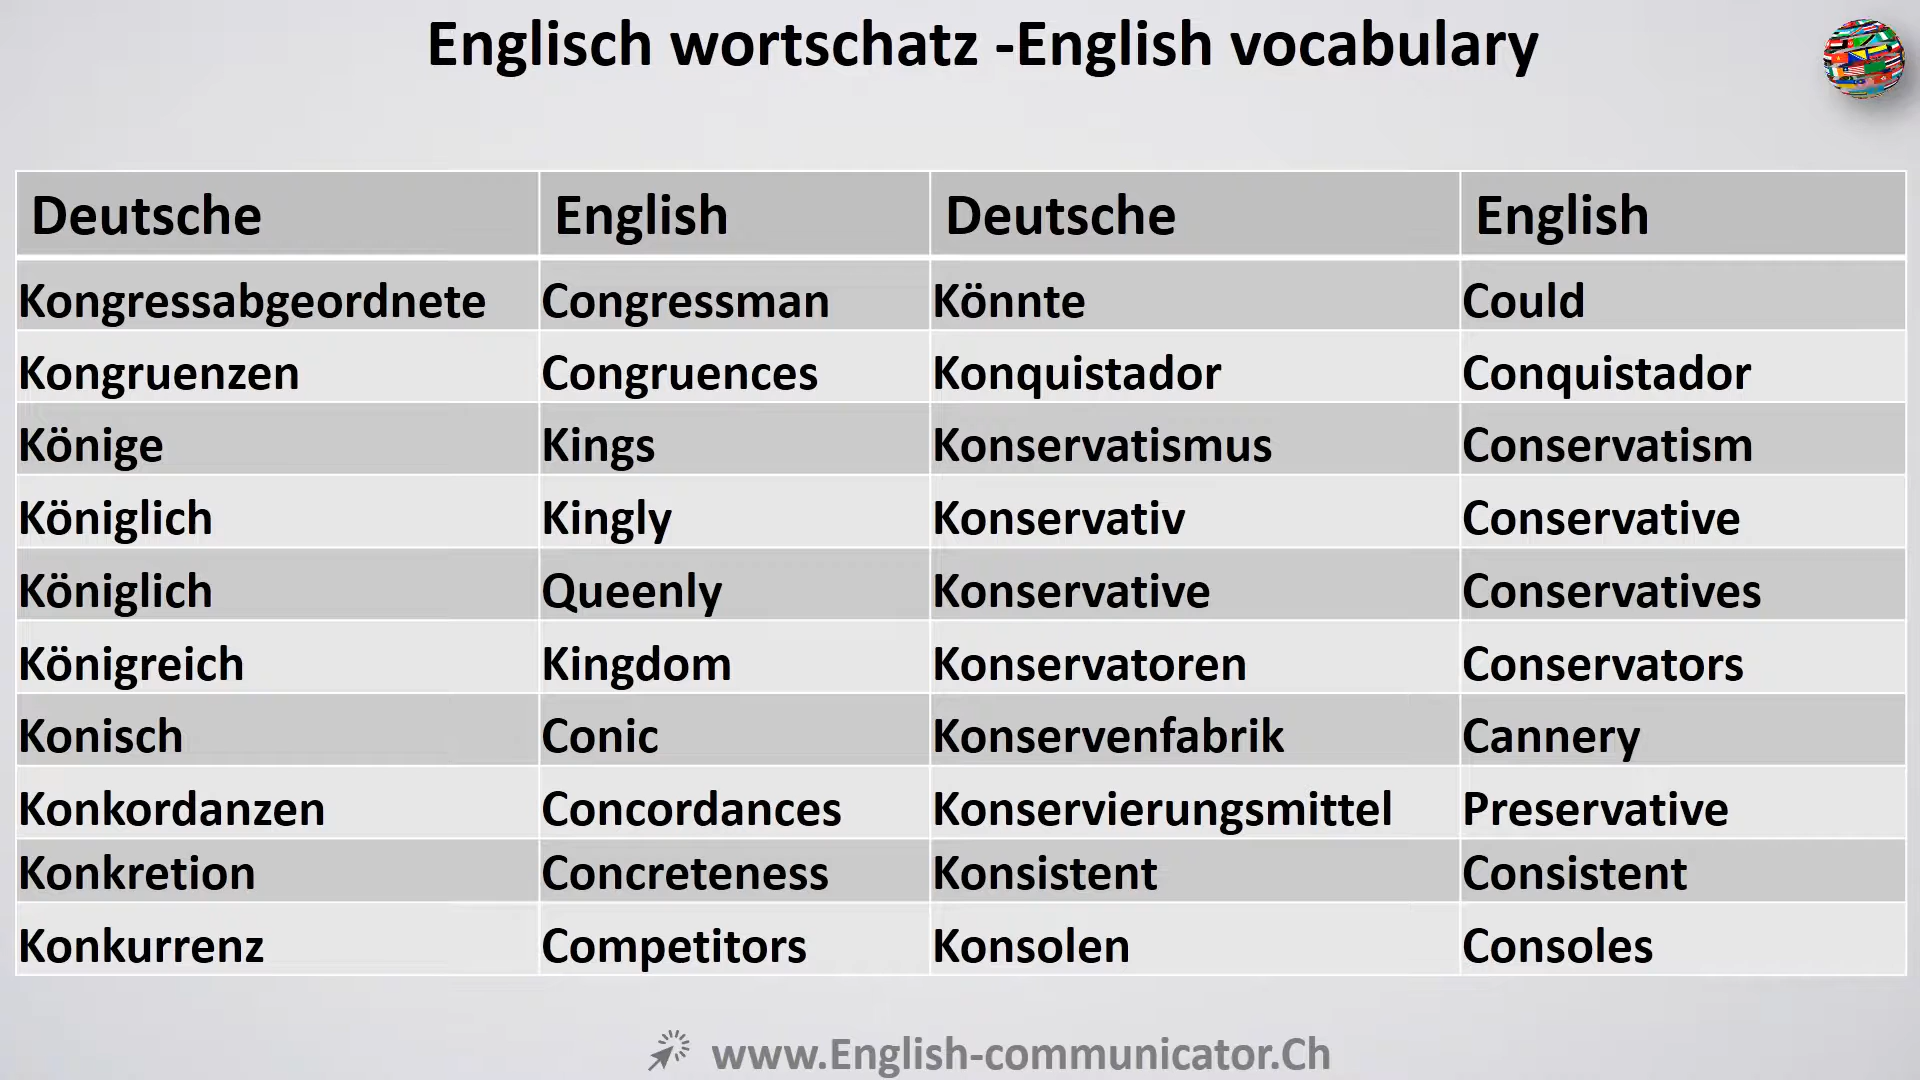 Englisch wortschatz -English vocabulary
Deutsche English Deutsche English
Kongressabgeordnete Congressman Könnte Could
Kongruenzen Congruences Konquistador Conquistador
Könige Kings Konservatismus Conservatism
Königlich Kingly Konservativ Conservative
Königlich Queenly Konservative Conservatives
Königreich Kingdom Konservatoren Conservators
Konisch Conic Konservenfabrik Cannery
Konkordanzen Concordances Konservierungsmittel Preservative
Konkretion Concreteness Konsistent Consistent
Konkurrenz Competitors Konsolen Consoles
www.English-communicator.Ch